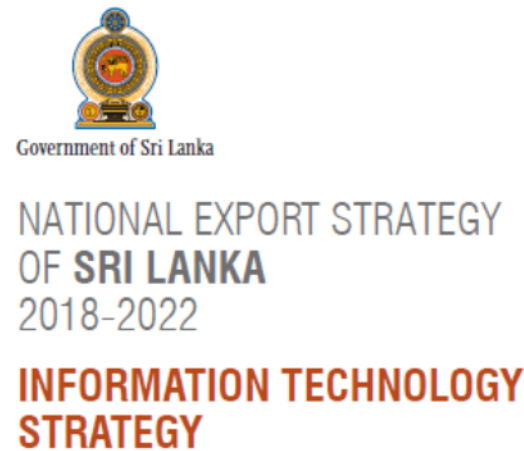 Government of Sri Lanka
NATIONAL EXPORT STRATEGY
OF SRI LANKA
2018-2022
INFORMATION TECHNOLOGY
STRATEGY